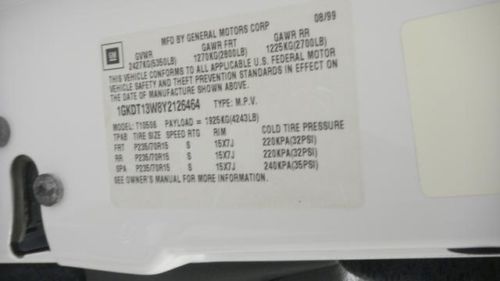 MFD BY GENERAL MOTORS CORP 08/99
GM
GVWR GAWR FRT GAWR RR
2427KG(5350LB) 1270KG(2800LB) 1225KG(2700LB)
THIS VEHICLE CONFORMS TO ALL APPLICABLE U.S. FEDERAL MOTOR
VEHICLE SAFETY AND THEFT PREVENTION STANDARDS IN EFFECT ON
THE DATE OF MANUFACTURE SHOWN ABOVE.
1GKDT13W8Y2126464 TYPE: M.P.V.
MODEL: T10506 PAYLOAD = 1925KG(4243LB)
TPAB TIRE SIZE SPEED RTG RIM COLD TIRE PRESSURE
FRT P235/70R15 S 15X7J 220KPA(32PSI)
RR P235/70R15 S 15X7J 220KPA(32PSI)
SPA P235/70R15 S 15X7J 240KPA(35PSI)
SEE OWNER'S MANUAL FOR MORE INFORMATION.